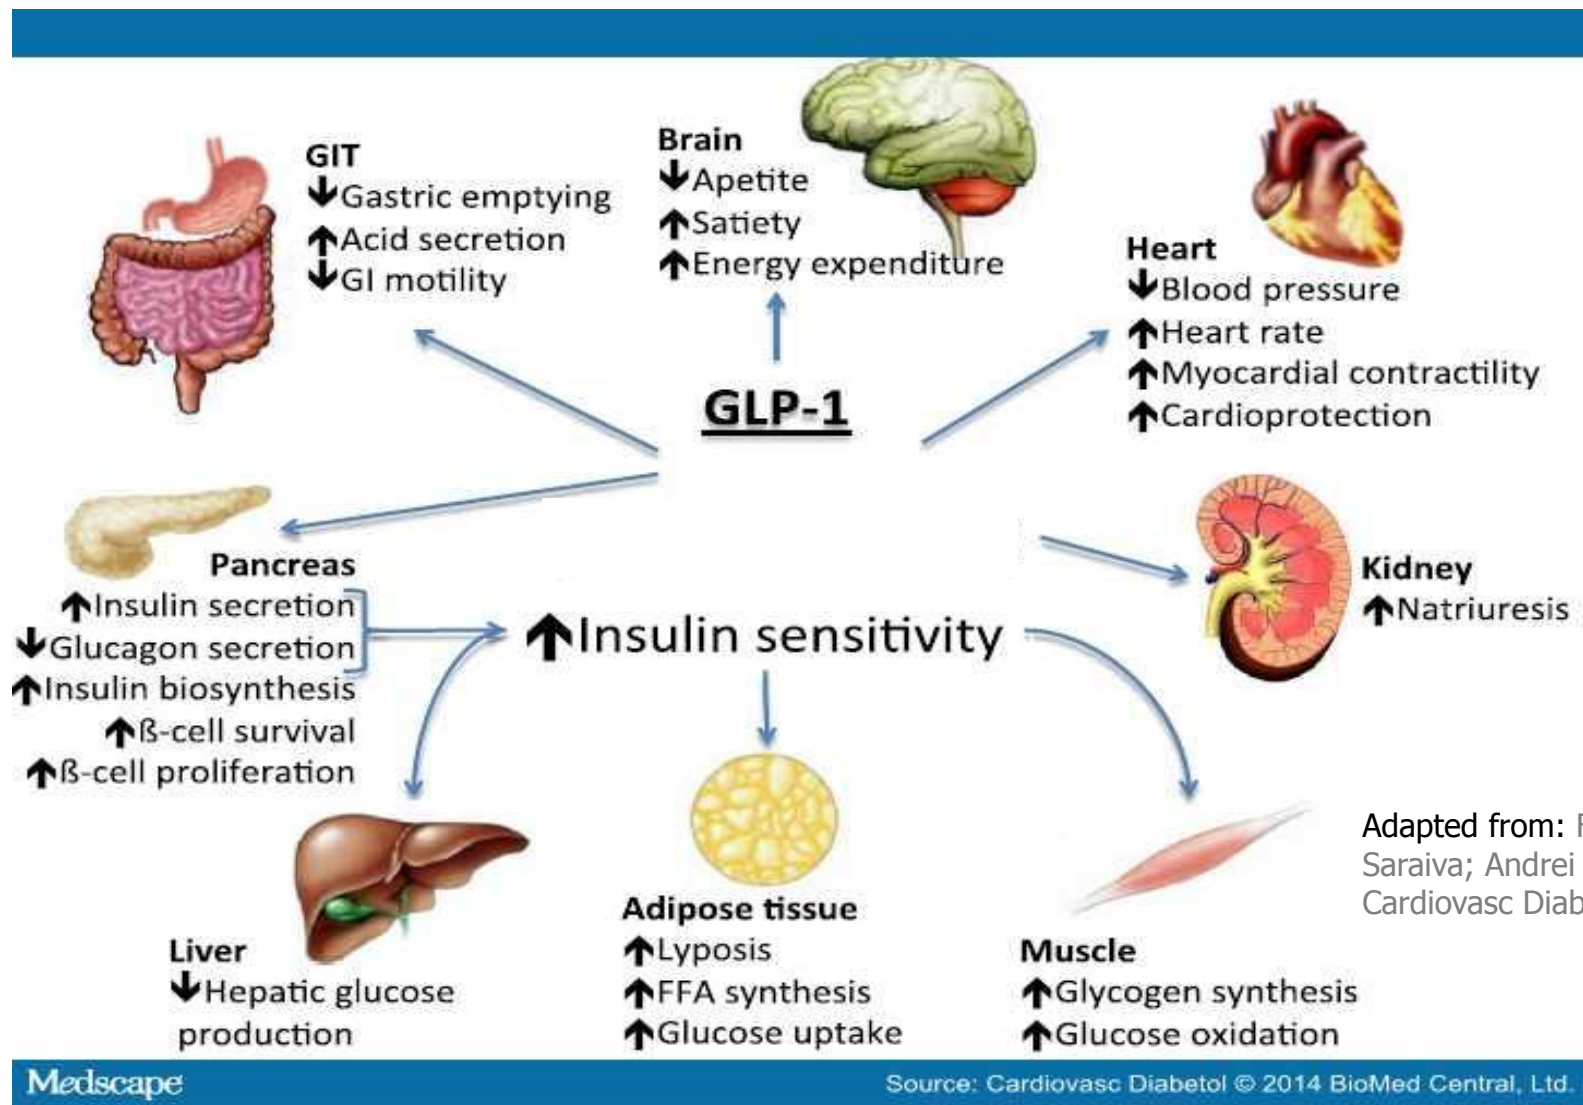 GIT
↓Gastric emptying
↑Acid secretion
↓GI motility
Brain
↓Apetite
↑Satiety
↑Energy expenditure
Heart
↓Blood pressure
↑Heart rate
↑Myocardial contractility
↑Cardioprotection
GLP-1
Pancreas
↑Insulin secretion
↓Glucagon secretion
↑Insulin biosynthesis
↑ß-cell survival
↑ß-cell proliferation
↑Insulin sensitivity
Kidney
↑Natriuresis
Liver
↓Hepatic glucose
production
Adipose tissue
↑Lyposis
↑FFA synthesis
↑Glucose uptake
Muscle
↑Glycogen synthesis
↑Glucose oxidation
Adapted from:
Saraiva; Andrei
Cardiovasc Diab
Medscape
Source: Cardiovasc Diabetol © 2014 BioMed Central, Ltd.